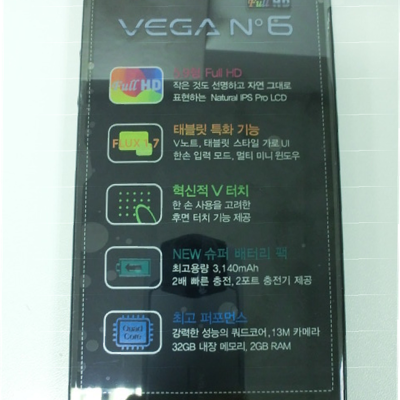 Full HD
VEGA Nº6
Full HD
Full HD
작은 것도 선명하고 자연 그대로
표현하는 Natural IPS Pro LCD
FLUX 1.7
태블릿 특화 기능
V노트, 태블릿 스타일 가로 UI
한손 입력 모드, 멀티 미니 윈도우
혁신적 V 터치
한 손 사용을 고려한
후면 터치 기능 제공
NEW 슈퍼 배터리 팩
최고용량 3,140mAh
2배 빠른 충전, 2포트 충전기 제공
Quad
Core
최고 퍼포먼스
강력한 성능의 쿼드코어, 13M 카메라
32GB 내장 메모리, 2GB RAM